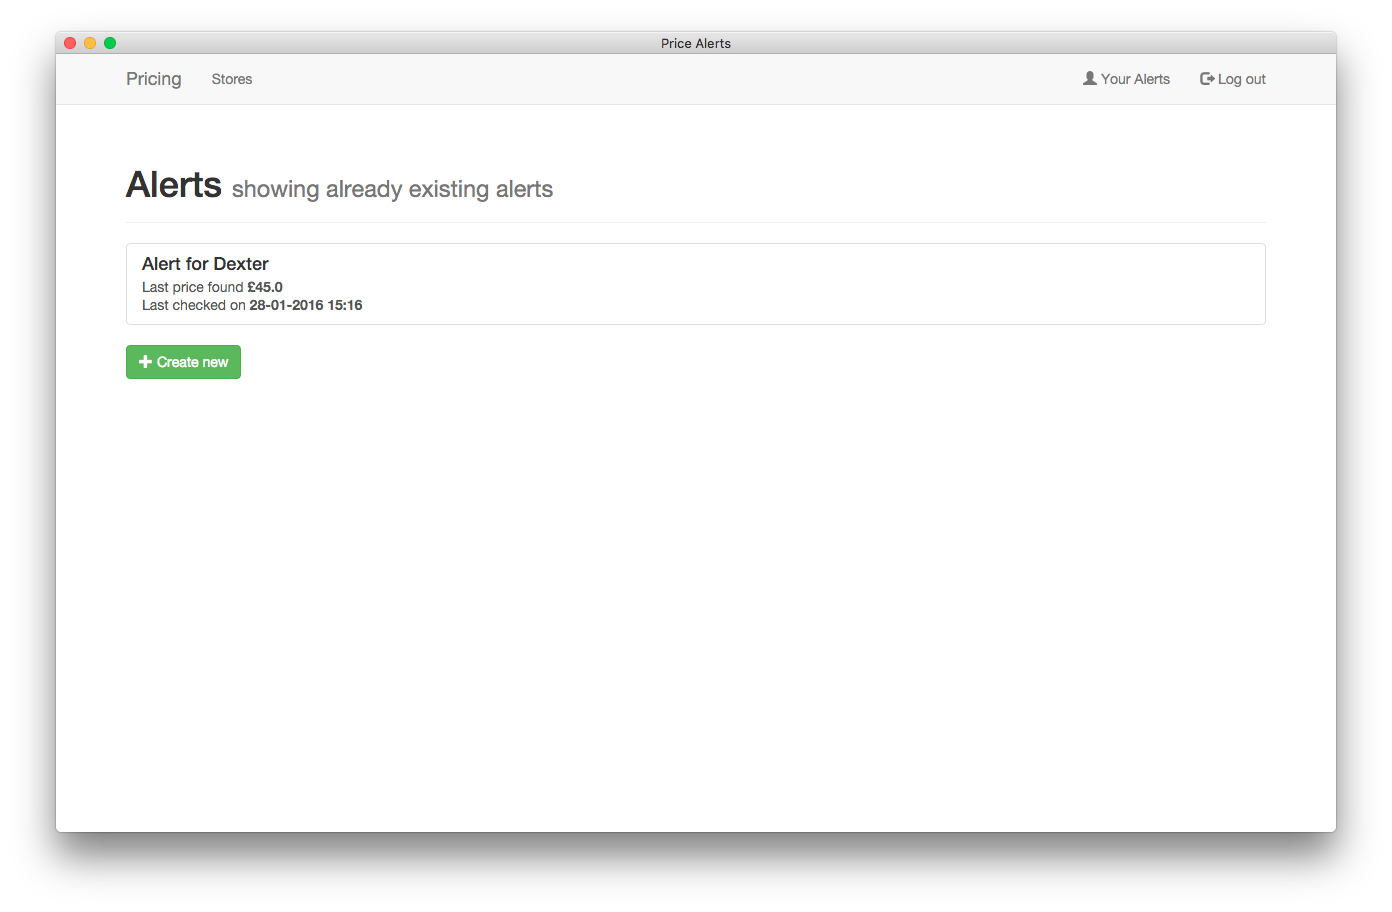 Price Alerts
Pricing Stores Your Alerts Log out
Alerts showing already existing alerts
Alert for Dexter
Last price found £45.0
Last checked on 28-01-2016 15:16
Create new